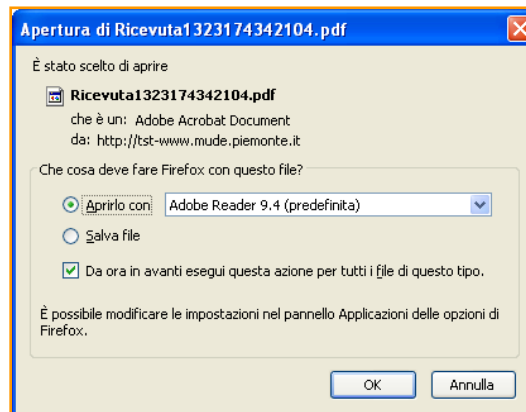 Apertura di Ricevuta1323174342104.pdf
È stato scelto di aprire
Ricevuta1323174342104.pdf
che è un: Adobe Acrobat Document
da: http://tst-www.mude.piemonte.it
Che cosa deve fare Firefox con questo file?
Aprirlo con Adobe Reader 9.4 (predefinita)
Salva file
Da ora in avanti esegui questa azione per tutti i file di questo tipo.
È possibile modificare le impostazioni nel pannello Applicazioni delle opzioni di
Firefox.
OK Annulla